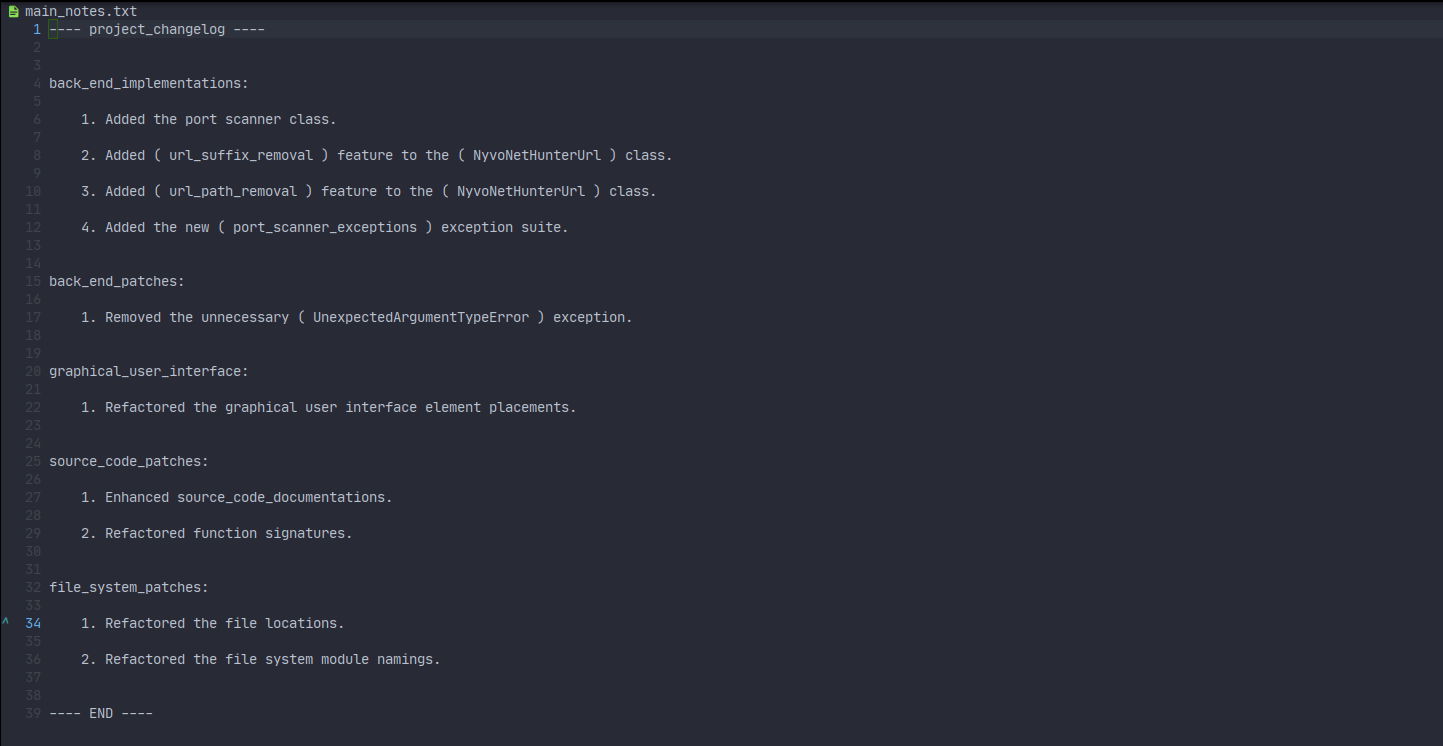 main_notes.txt
1 ---- project_changelog ----
2
3
4 back_end_implementations:
5
6 1. Added the port scanner class.
7
8 2. Added ( url_suffix_removal ) feature to the ( NyvoNetHunterUrl ) class.
9
10 3. Added ( url_path_removal ) feature to the ( NyvoNetHunterUrl ) class.
11
12 4. Added the new ( port_scanner_exceptions ) exception suite.
13
14
15 back_end_patches:
16
17 1. Removed the unnecessary ( UnexpectedArgumentTypeError ) exception.
18
19
20 graphical_user_interface:
21
22 1. Refactored the graphical user interface element placements.
23
24
25 source_code_patches:
26
27 1. Enhanced source_code_documentations.
28
29 2. Refactored function signatures.
30
31
32 file_system_patches:
33
^ 34 1. Refactored the file locations.
35
36 2. Refactored the file system module namings.
37
38
39 ---- END ----